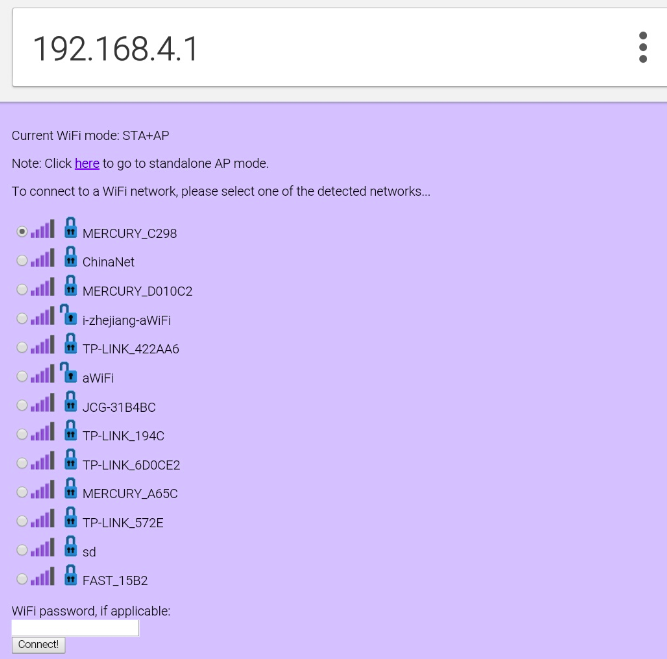 192.168.4.1
Current WiFi mode: STA+AP
Note: Click here to go to standalone AP mode.
To connect to a WiFi network, please select one of the detected networks...
MERCURY_C298
ChinaNet
MERCURY_D010C2
i-zhejiang-aWiFi
TP-LINK_422AA6
aWiFi
JCG-31B4BC
TP-LINK_194C
TP-LINK_6D0CE2
MERCURY_A65C
TP-LINK_572E
sd
FAST_15B2
WiFi password, if applicable:
Connect!